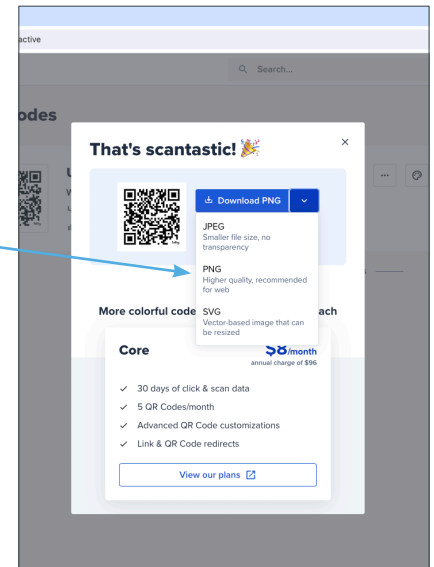 active
Search...
odes
That's scantastic! 🎉
Download PNG
JPEG
Smaller file size, no
transparency
PNG
Higher quality, recommended
for web
SVG
Vector-based image that can
be resized
More colorful code
ach
Core
$8/month
annual charge of $96
✓ 30 days of click & scan data
✓ 5 QR Codes/month
✓ Advanced QR Code customizations
✓ Link & QR Code redirects
View our plans